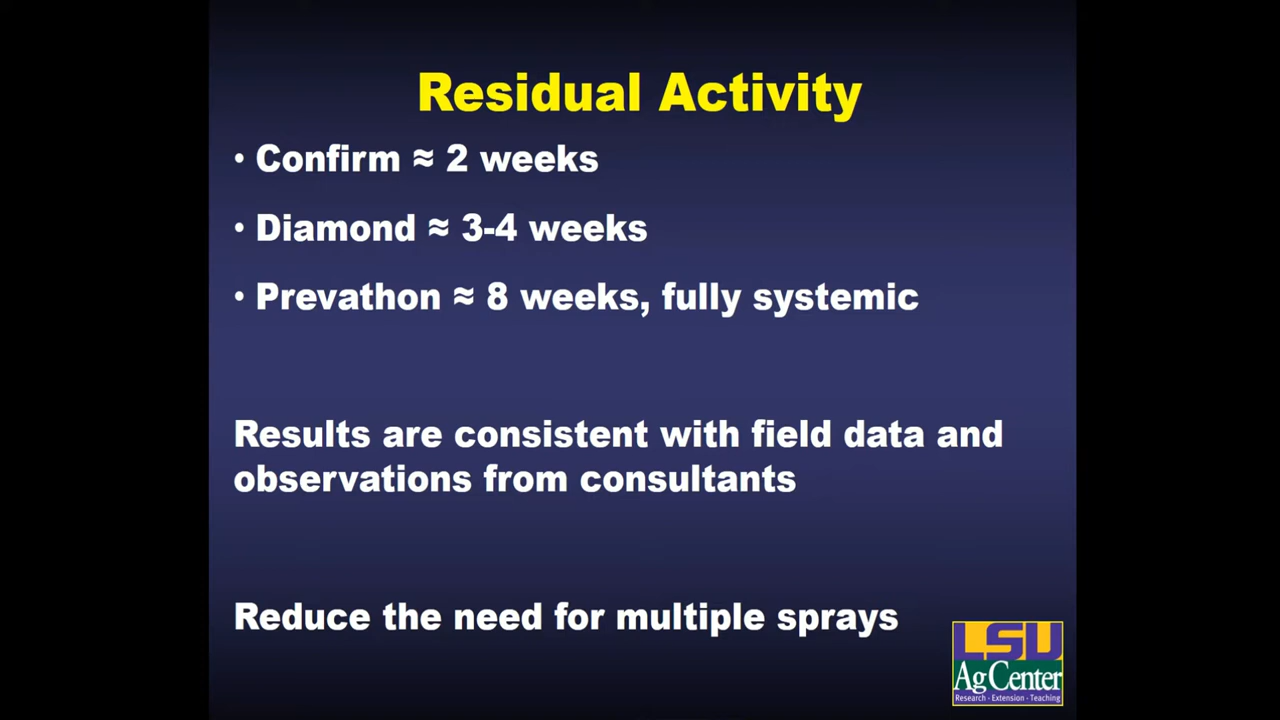 Residual Activity
• Confirm ≈ 2 weeks
• Diamond ≈ 3-4 weeks
• Prevathon ≈ 8 weeks, fully systemic
Results are consistent with field data and
observations from consultants
Reduce the need for multiple sprays
LSU
AgCenter
Research - Extension - Teaching